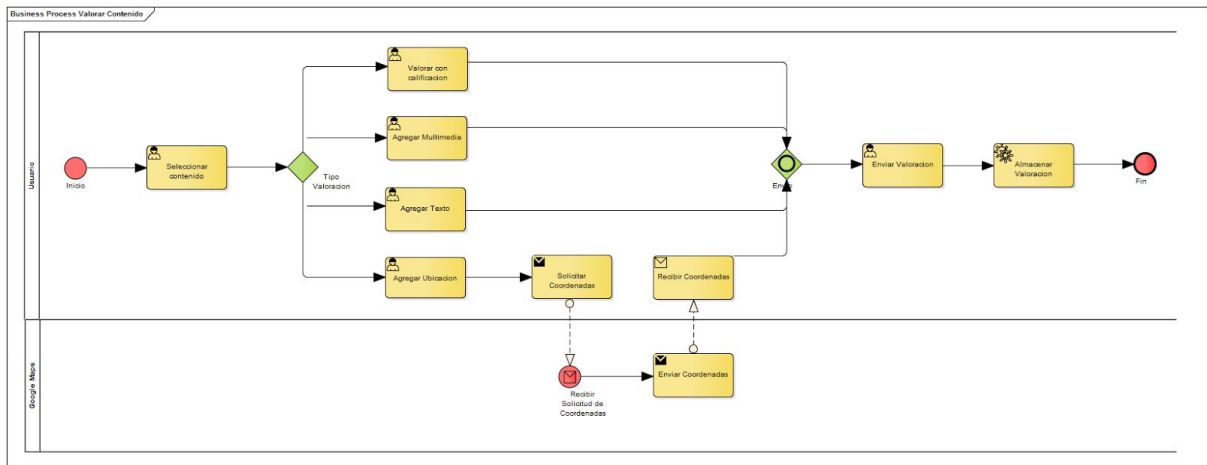 Business Process Valorar Contenido
Usuario
Inicio
Seleccionar
contenido
Tipo
Valoracion
Valorar con
calificacion
Agregar Multimedia
Agregar Texto
Agregar Ubicacion
Solicitar
Coordenadas
Recibir Coordenadas
Envio
Enviar Valoracion
Almacenar
Valoracion
Fin
Google Maps
Recibir
Solicitud de
Coordenadas
Enviar Coordenadas